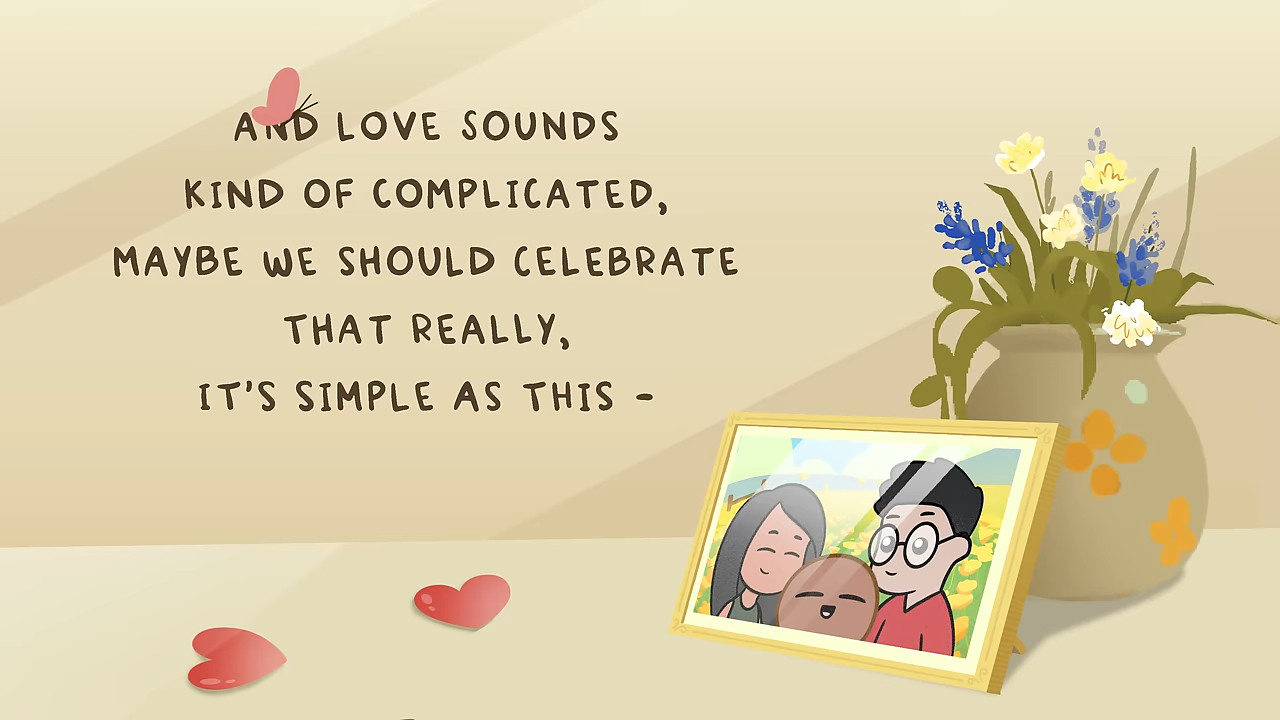 AND LOVE SOUNDS
KIND OF COMPLICATED,
MAYBE WE SHOULD CELEBRATE
THAT REALLY,
IT'S SIMPLE AS THIS -